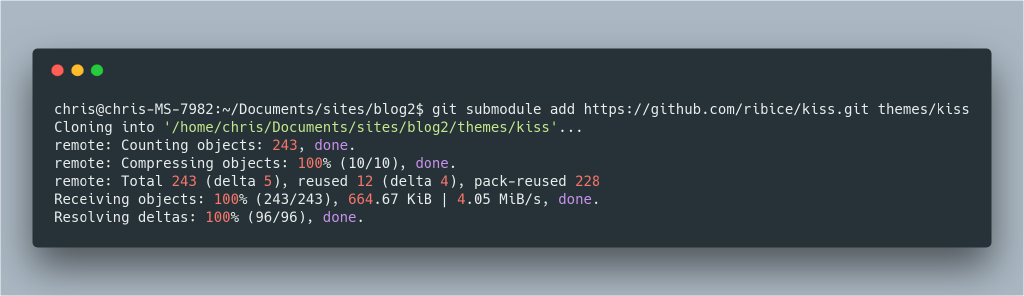 chris@chris-MS-7982:~/Documents/sites/blog2$ git submodule add https://github.com/ribice/kiss.git themes/kiss
Cloning into '/home/chris/Documents/sites/blog2/themes/kiss'...
remote: Counting objects: 243, done.
remote: Compressing objects: 100% (10/10), done.
remote: Total 243 (delta 5), reused 12 (delta 4), pack-reused 228
Receiving objects: 100% (243/243), 664.67 KiB | 4.05 MiB/s, done.
Resolving deltas: 100% (96/96), done.